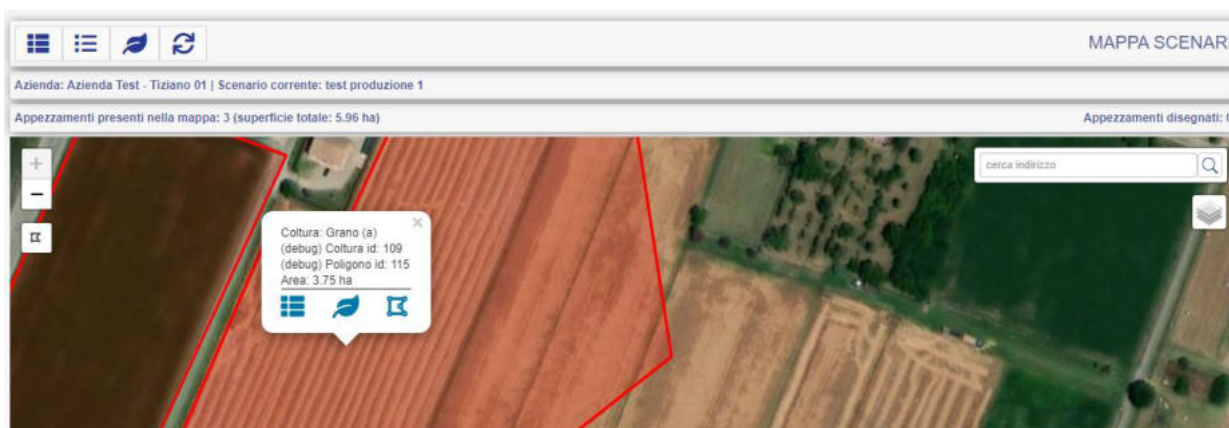 MAPPA SCENARI
Azienda: Azienda Test - Tiziano 01 | Scenario corrente: test produzione 1
Appezzamenti presenti nella mappa: 3 (superficie totale: 5.96 ha)
Appezzamenti disegnati: 0
+
cerca indirizzo
−
Coltura: Grano (a)
×
(debug) Coltura id: 109
(debug) Poligono id: 115
Area: 3.75 ha